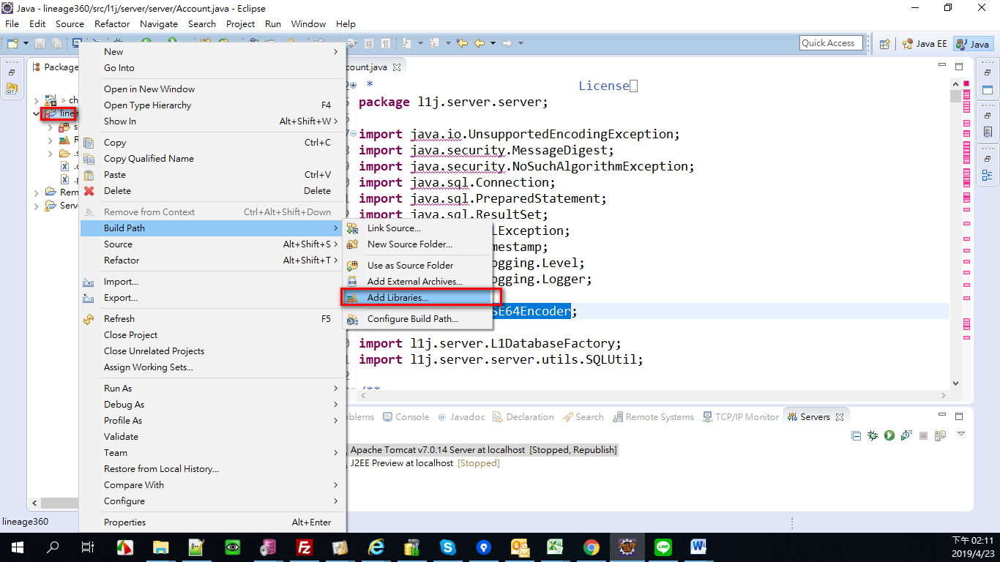 Java - lineage360/src/l1j/server/server/Account.java - Eclipse
File Edit Source Refactor Navigate Search Project Run Window Help
Quick Access
Java EE
Java
Package
ount.java
New
Go Into
Open in New Window
Open Type Hierarchy F4
Show In Alt+Shift+W
Copy Ctrl+C
Copy Qualified Name
Paste Ctrl+V
Delete Delete
Remove from Context Ctrl+Alt+Shift+Down
Build Path
Source Alt+Shift+S
Refactor Alt+Shift+T
Import...
Export...
Refresh F5
Close Project
Close Unrelated Projects
Assign Working Sets...
Run As
Debug As
Profile As
Validate
Team
Restore from Local History...
Compare With
Configure
Properties Alt+Enter
Link Source...
New Source Folder...
Use as Source Folder
Add External Archives...
Add Libraries...
Configure Build Path...
> ch
linea
s
R
.s
.c
.p
Rem
Serve
* License
package l1j.server.server;
import java.io.UnsupportedEncodingException;
import java.security.MessageDigest;
import java.security.NoSuchAlgorithmException;
import java.sql.Connection;
import java.sql.PreparedStatement;
import java.sql.ResultSet;
LException;
mestamp;
ogging.Level;
ogging.Logger;
SE64Encoder;
import l1j.server.L1DatabaseFactory;
import l1j.server.server.utils.SQLUtil;
/**
oblems Console @ Javadoc Declaration Search Remote Systems TCP/IP Monitor Servers
Apache Tomcat v7.0.14 Server at localhost [Stopped, Republish]
J2EE Preview at localhost [Stopped]
lineage360
下午 02:11
2019/4/23